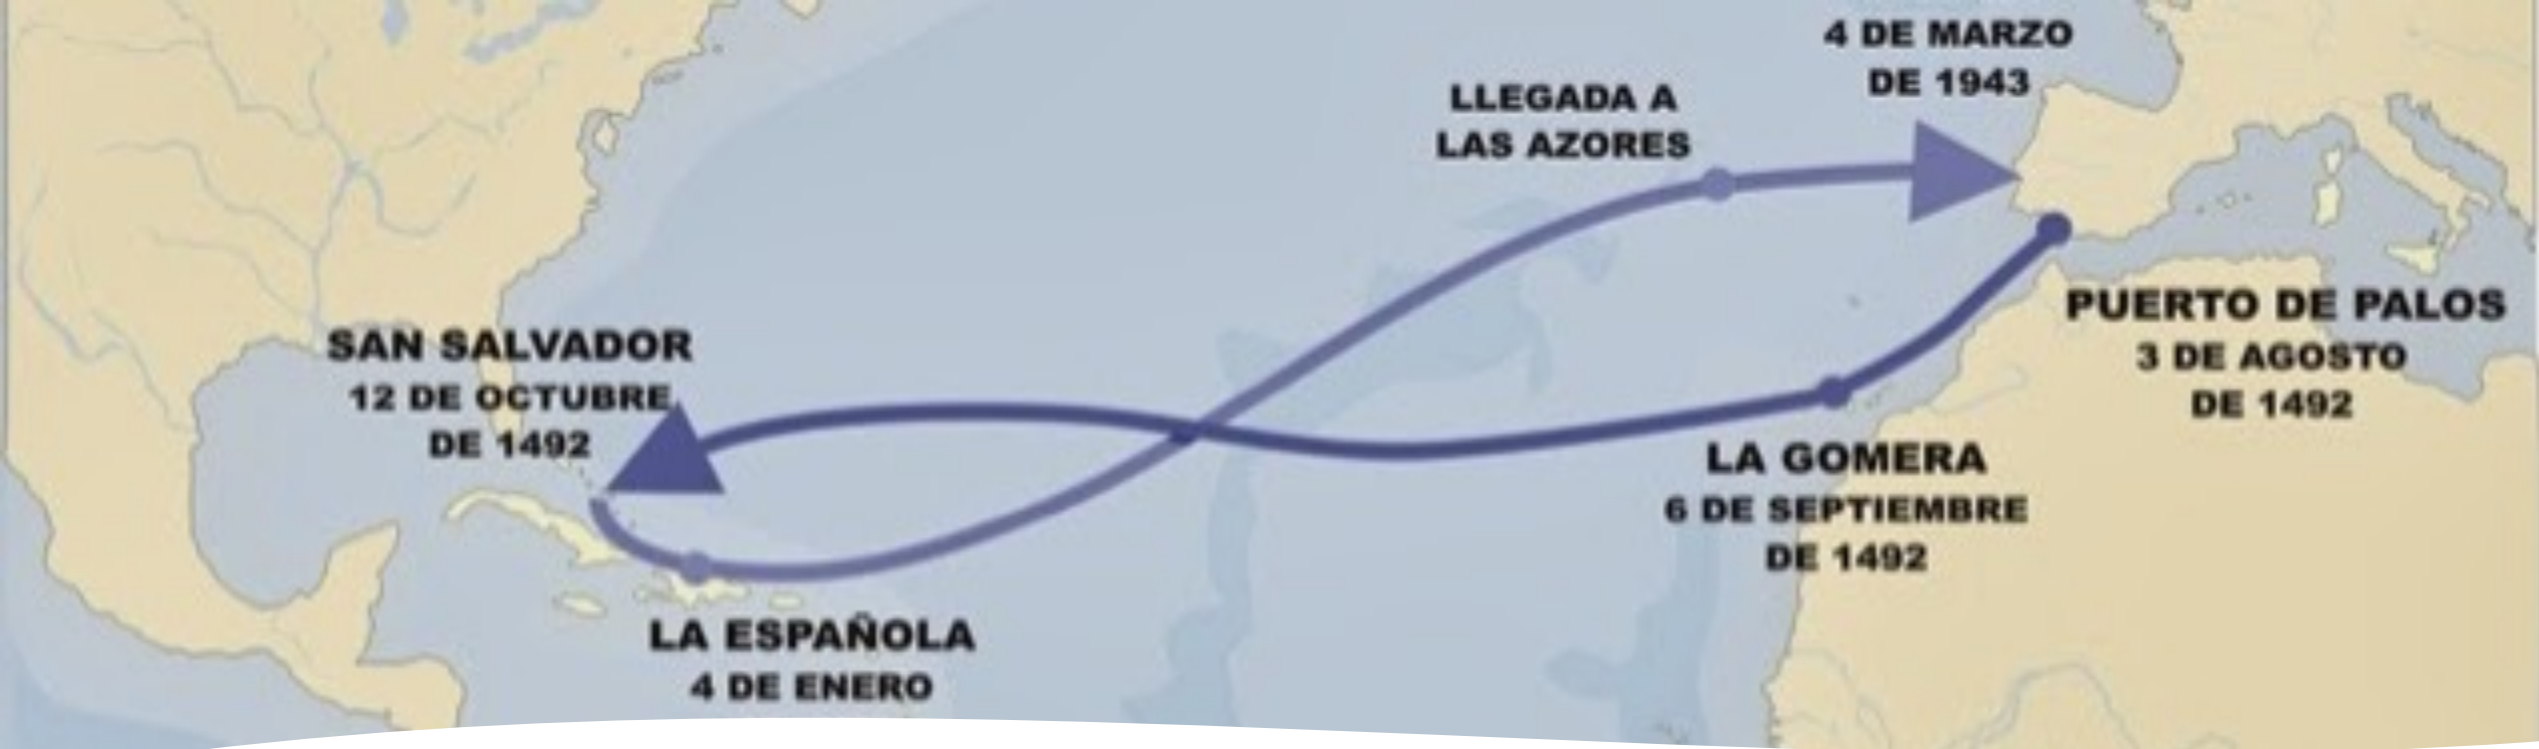 4 DE MARZO
DE 1943
LLEGADA A
LAS AZORES
PUERTO DE PALOS
3 DE AGOSTO
DE 1492
SAN SALVADOR
12 DE OCTUBRE
DE 1492
LA GOMERA
6 DE SEPTIEMBRE
DE 1492
LA ESPAÑOLA
4 DE ENERO